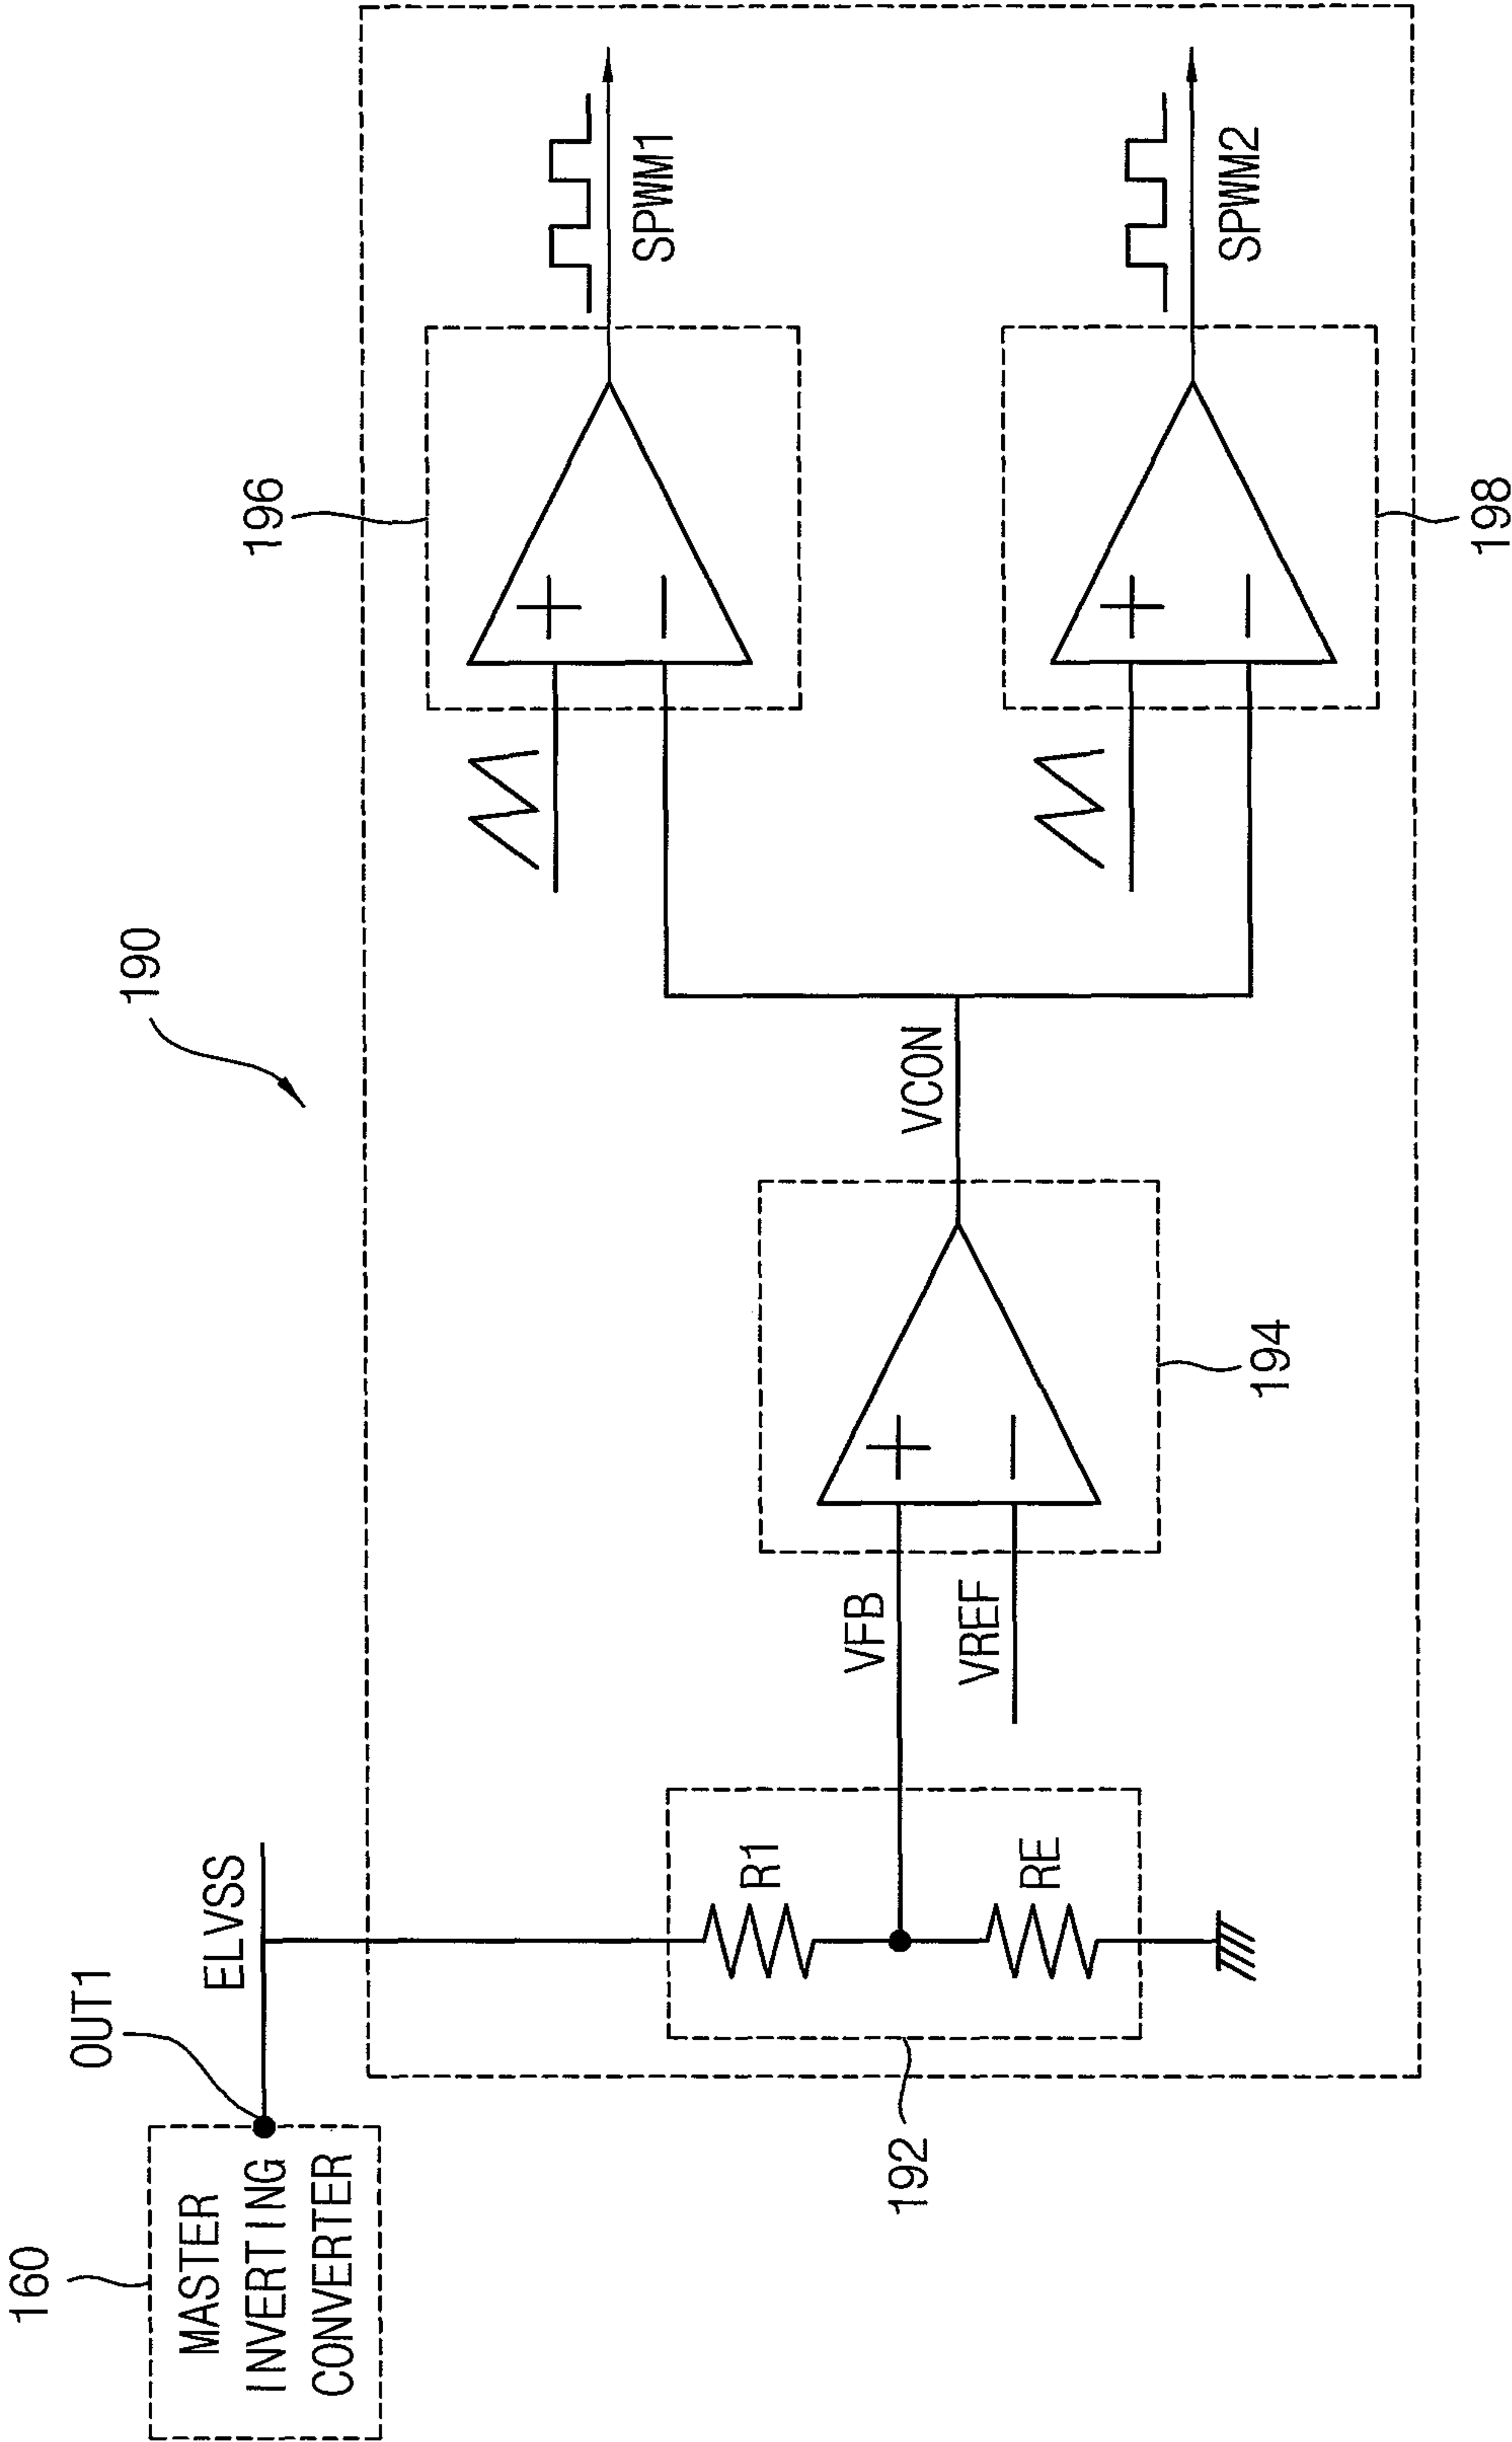 190
160
MASTER
INVERTING
CONVERTER
OUT1
ELVSS
192
R1
RE
VFB
VREF
194
VCON
196
SPWM1
198
SPWM2